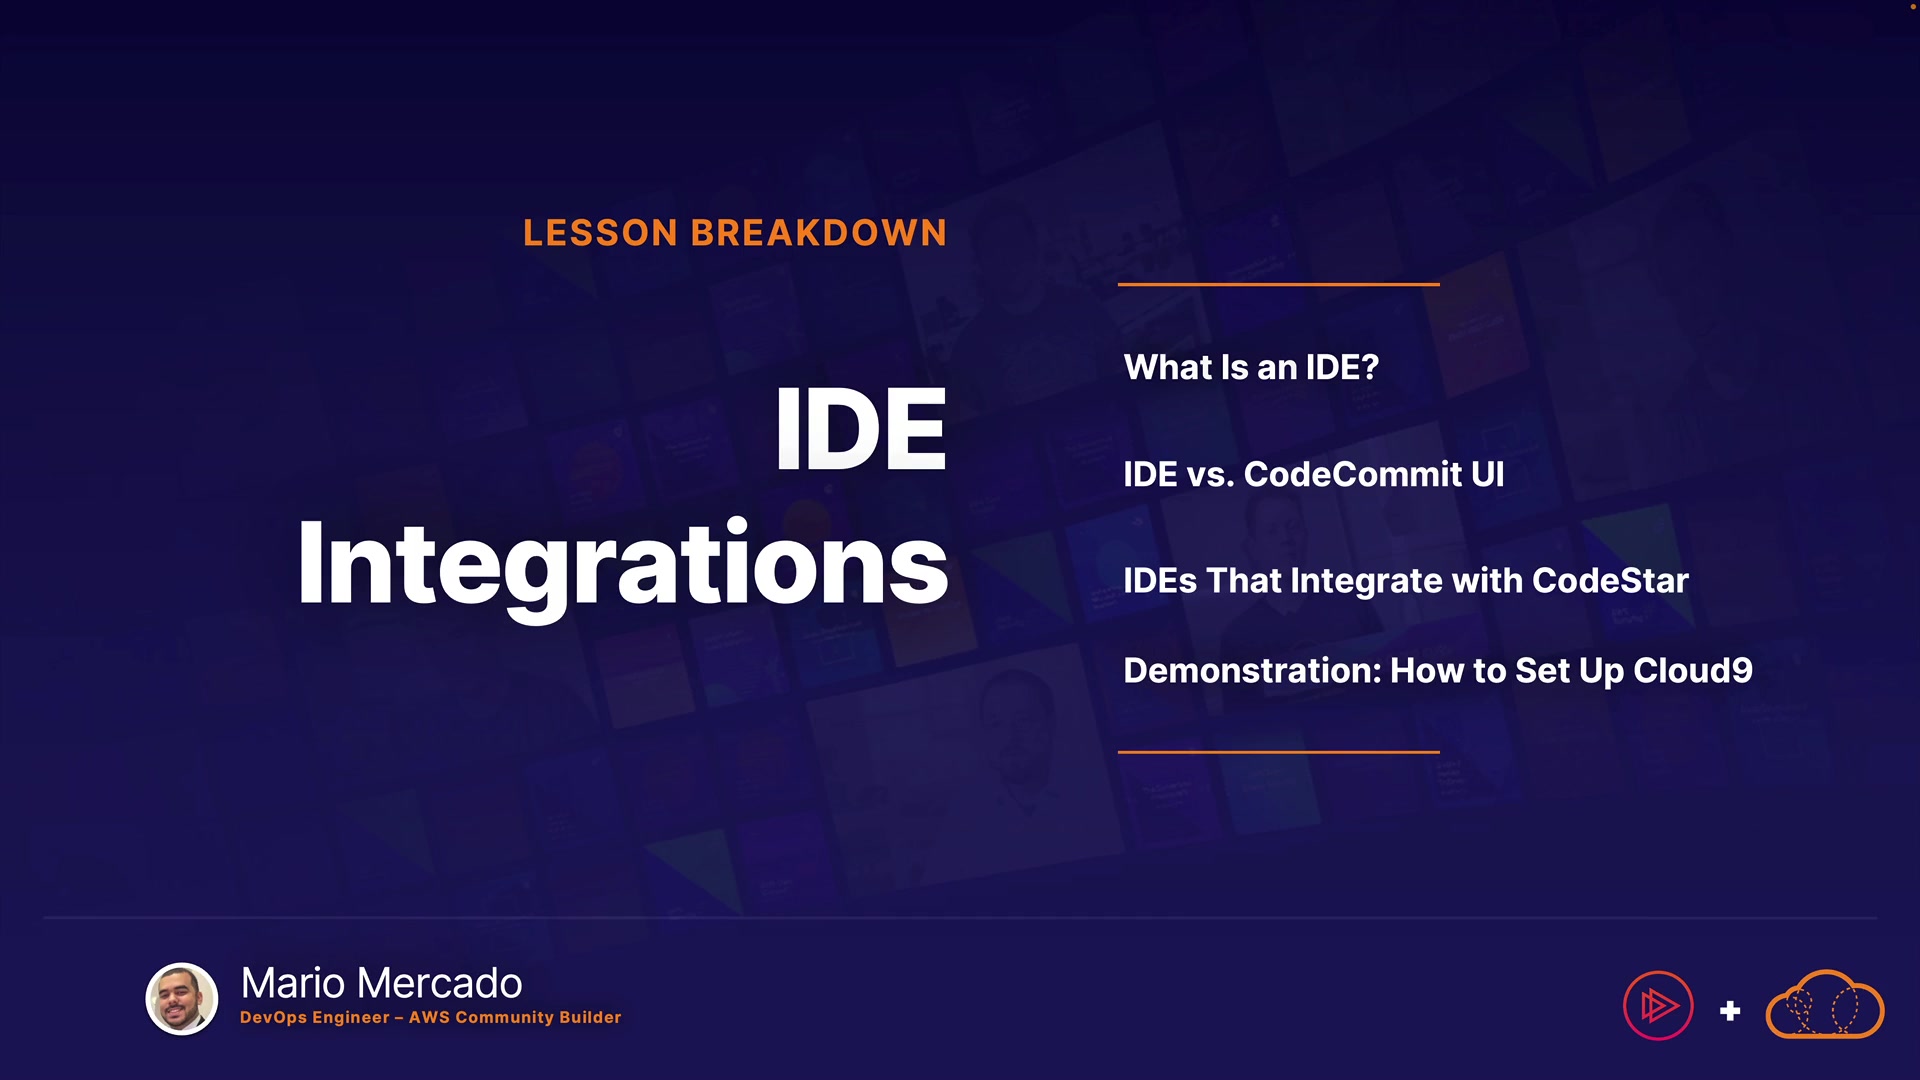 LESSON BREAKDOWN
IDE
Integrations
What Is an IDE?
IDE vs. CodeCommit UI
IDEs That Integrate with CodeStar
Demonstration: How to Set Up Cloud9
Mario Mercado
DevOps Engineer – AWS Community Builder
+